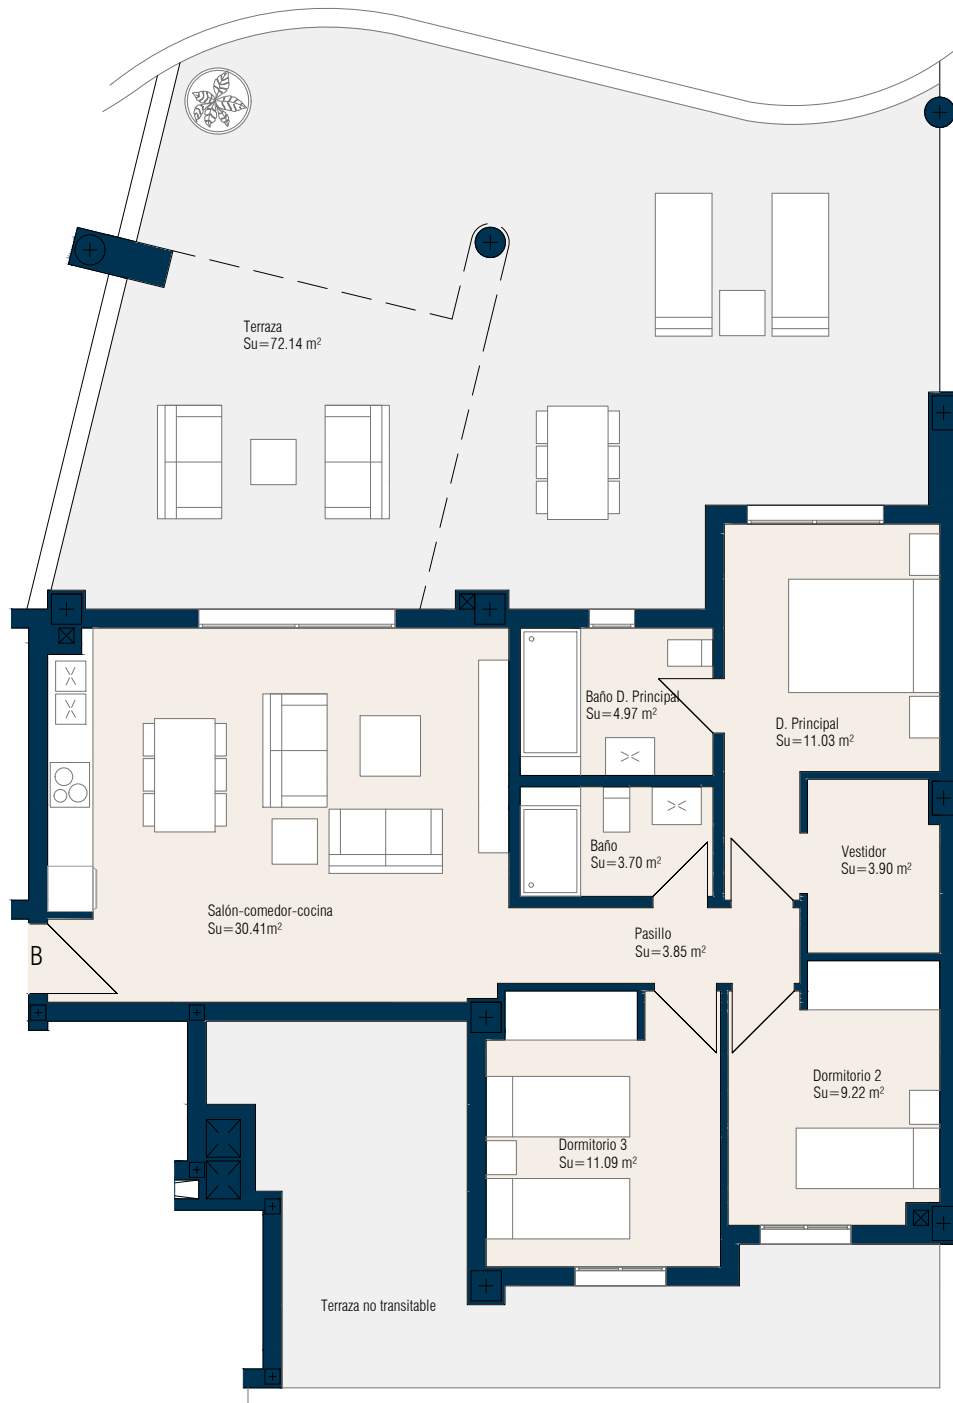 Terraza
Su=72.14 m²
Baño D. Principal
Su=4.97 m²
D. Principal
Su=11.03 m²
Baño
Su=3.70 m²
Vestidor
Su=3.90 m²
Salón-comedor-cocina
Su=30.41m²
Pasillo
Su=3.85 m²
B
Dormitorio 2
Su=9.22 m²
Dormitorio 3
Su=11.09 m²
Terraza no transitable